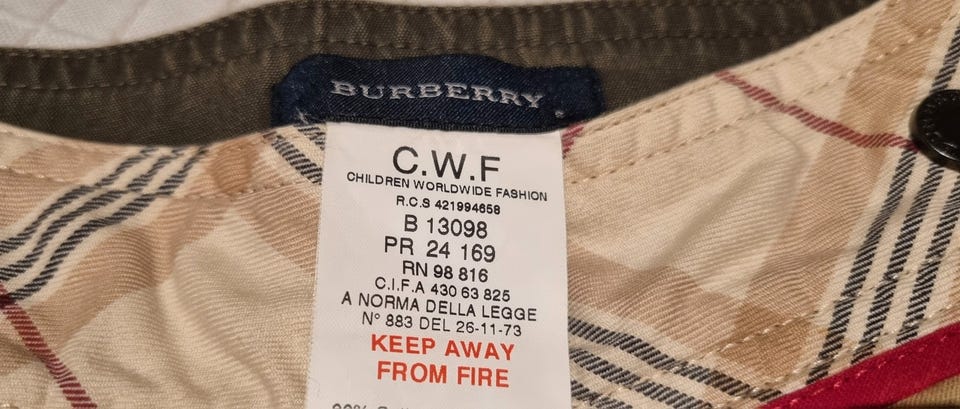 BURBERRY
C.W.F
CHILDREN WORLDWIDE FASHION
R.C.S 421994658
B 13098
PR 24 169
RN 98 816
C.I.F.A 430 63 825
A NORMA DELLA LEGGE
N° 883 DEL 26-11-73
KEEP AWAY
FROM FIRE